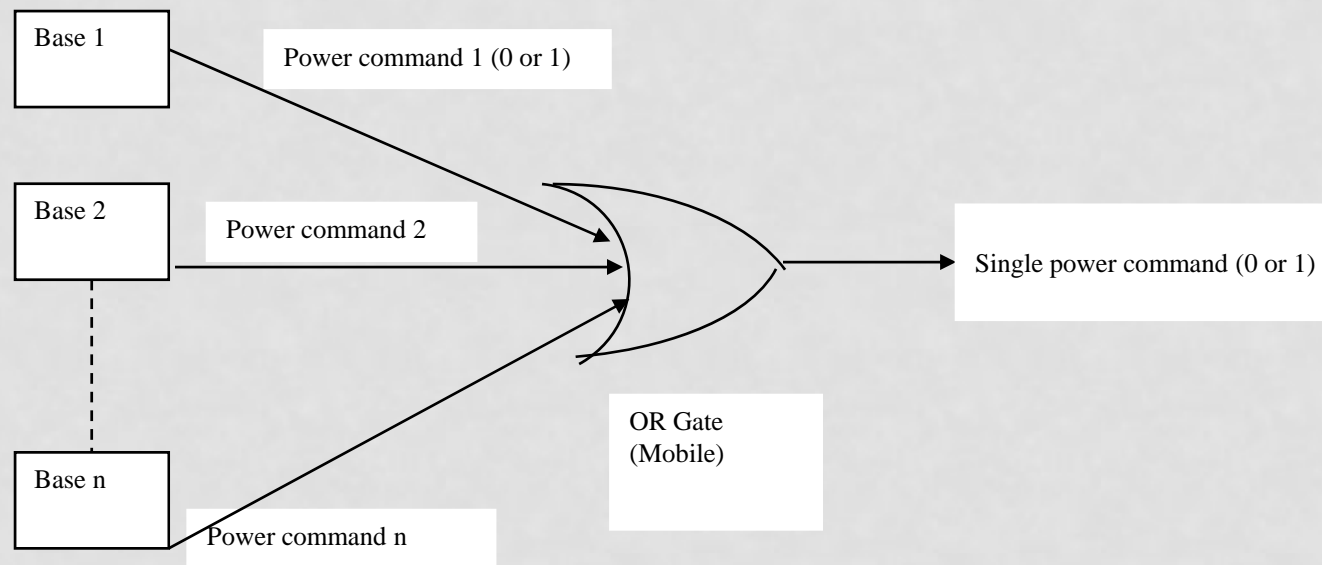 Base 1
Power command 1 (0 or 1)
Base 2
Power command 2
Single power command (0 or 1)
OR Gate
(Mobile)
Base n
Power command n